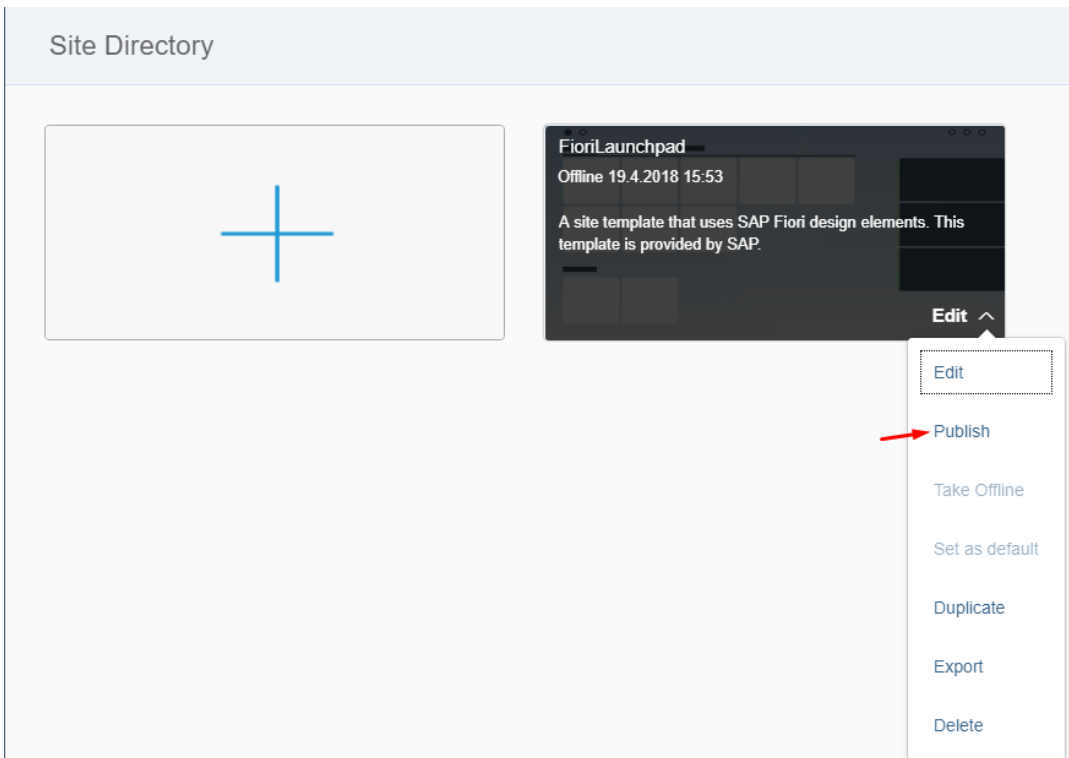 Site Directory
FioriLaunchpad
Offline 19.4.2018 15:53
A site template that uses SAP Fiori design elements. This
template is provided by SAP.
Edit
Edit
Publish
Take Offline
Set as default
Duplicate
Export
Delete